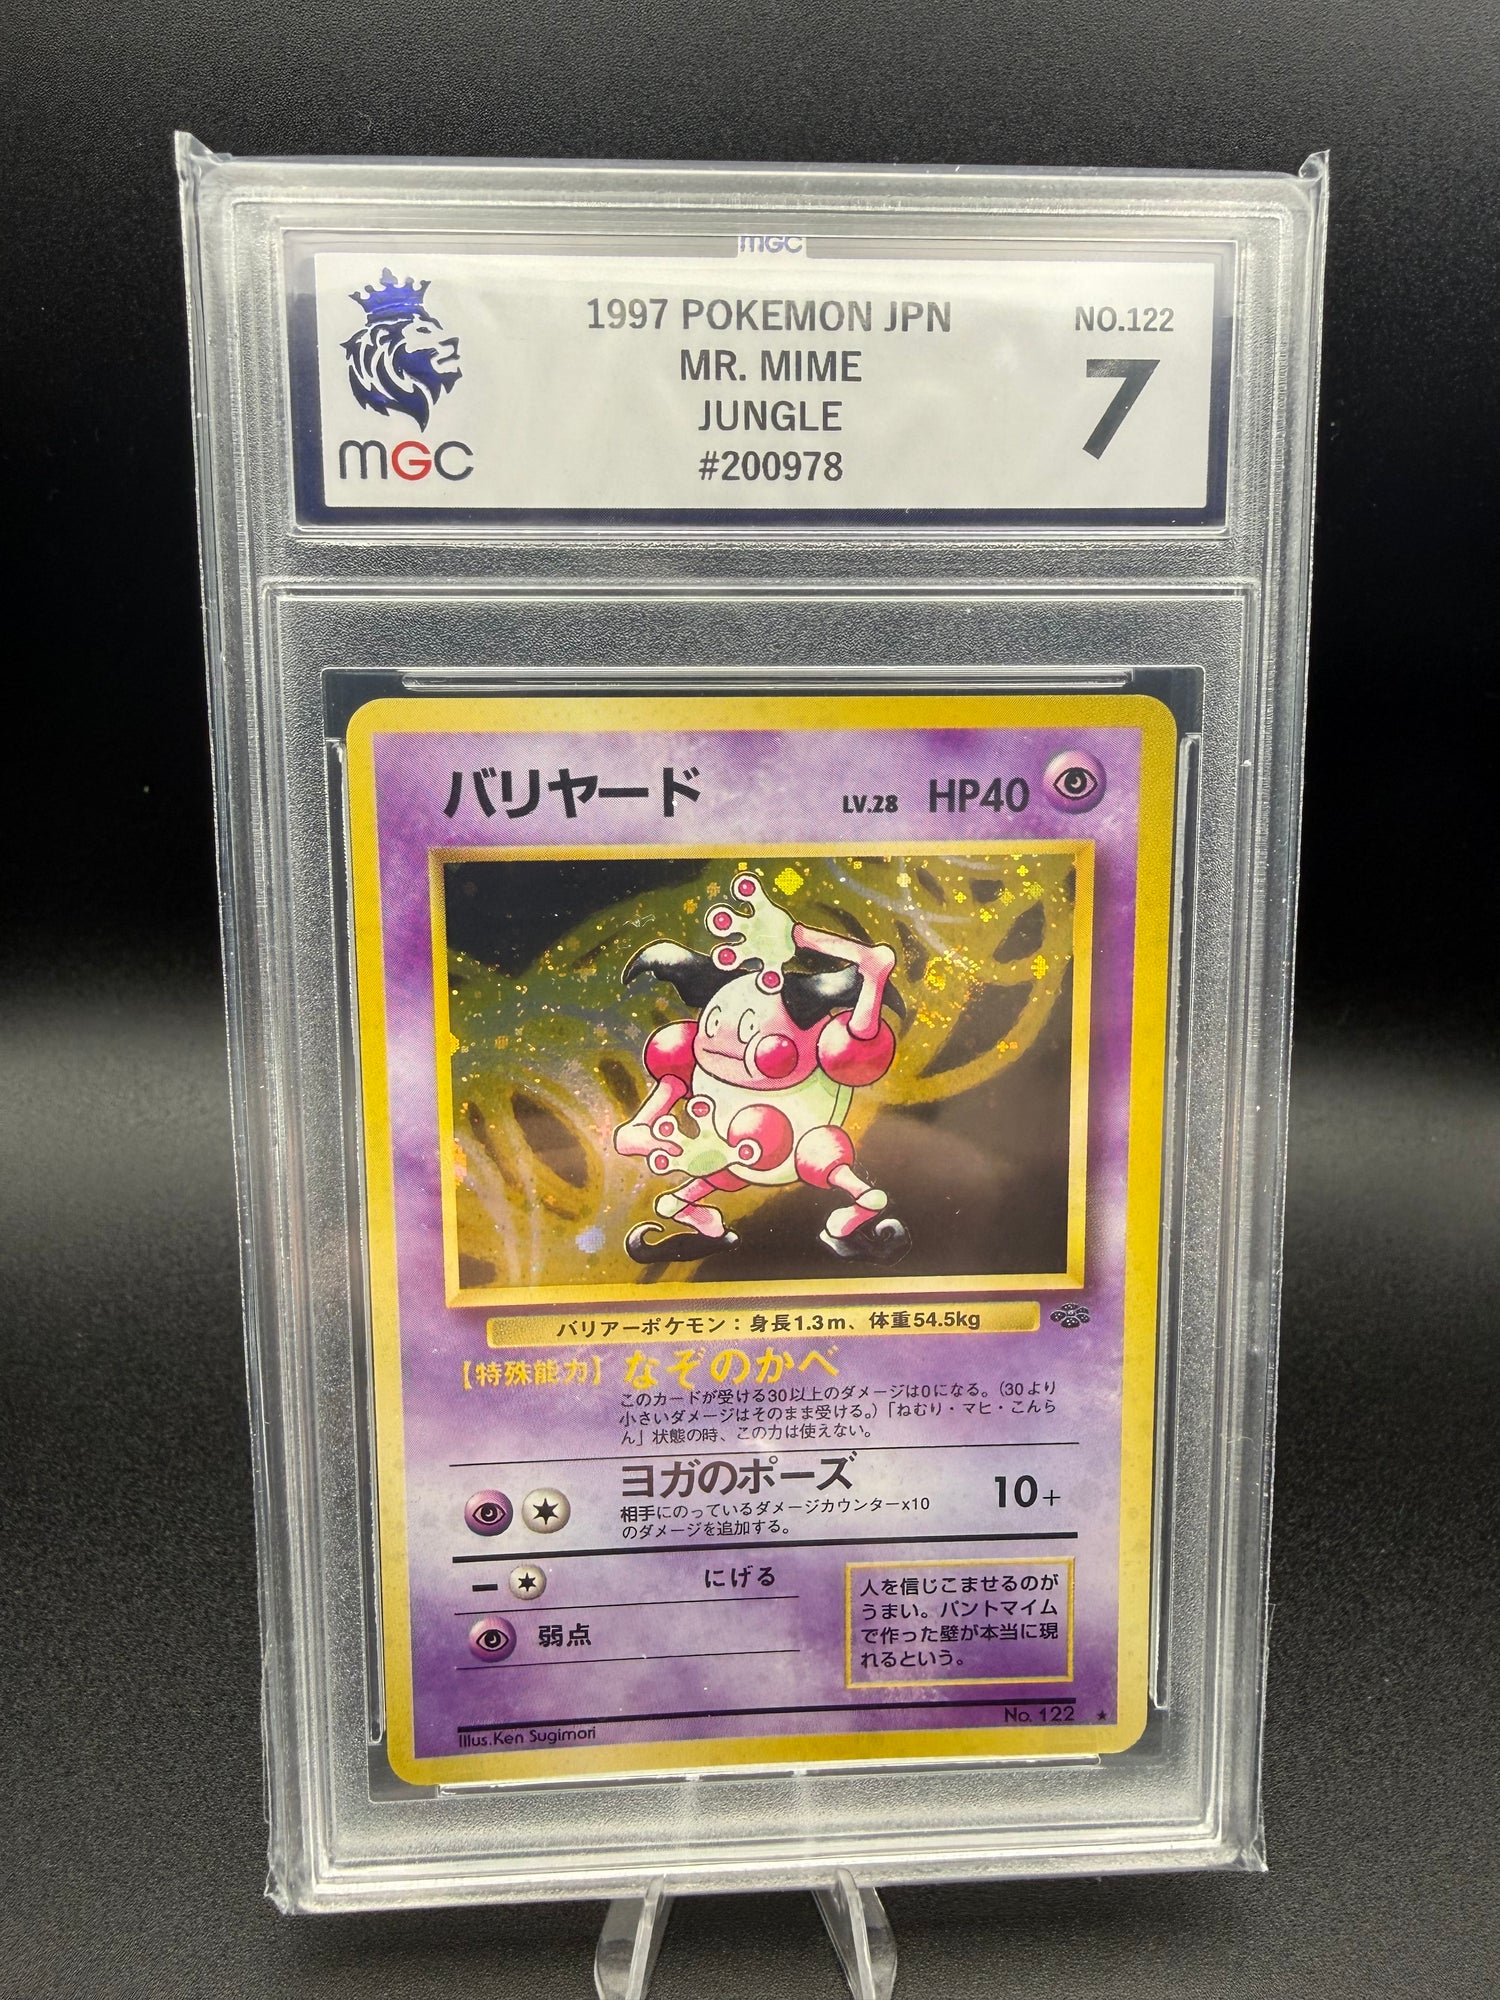 mGC
1997 POKEMON JPN
NO.122
MR. MIME
7
JUNGLE
mGC
#200978
バリヤード
LV.28 HP40
バリアーポケモン：身長1.3m、体重54.5kg
【特殊能力】なぞのかべ
このカードが受ける30以上のダメージは0になる。（30より
小さいダメージはそのまま受ける。）「ねむり・マヒ・こんら
ん」状態の時、この力は使えない。
ヨガのポーズ
10+
相手にのっているダメージカウンター×10
のダメージを追加する。
にげる
弱点
人を信じこませるのが
うまい。パントマイム
で作った壁が本当に現
れるという。
No. 122 ★
Illus.Ken Sugimori